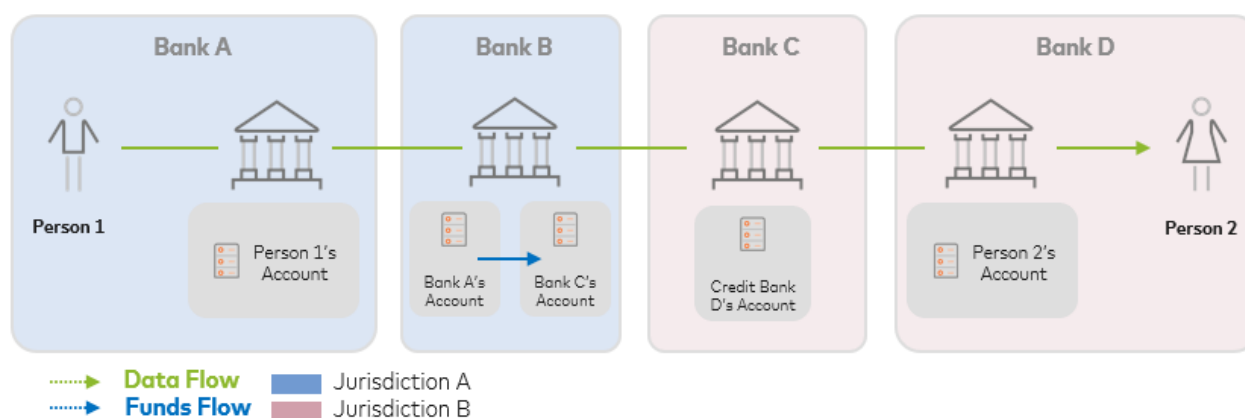 Bank A
Bank B
Bank C
Bank D
Person 1
Person 1's
Account
Bank A's
Account
Bank C's
Account
Credit Bank
D's Account
Person 2's
Account
Person 2
Data Flow
Jurisdiction A
Funds Flow
Jurisdiction B